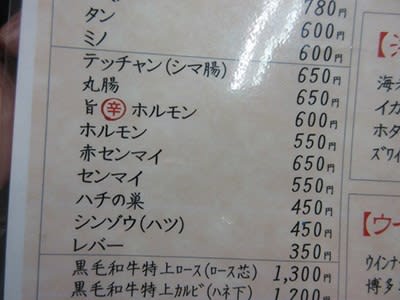 780円
タン 600円
ミノ 600円
テッチャン(シマ腸) 650円
丸腸 650円
旨辛ホルモン 600円
ホルモン 550円
赤センマイ 650円
センマイ 550円
ハチの巣 450円
シンゾウ(ハツ) 450円
レバー 350円
黒毛和牛特上ロース(ロース芯) 1,300円
黒毛和牛特上カルビ(ハネ下) 1,200円
イカ
ホタ
ズワイ
【ウー
ウインナ
博多